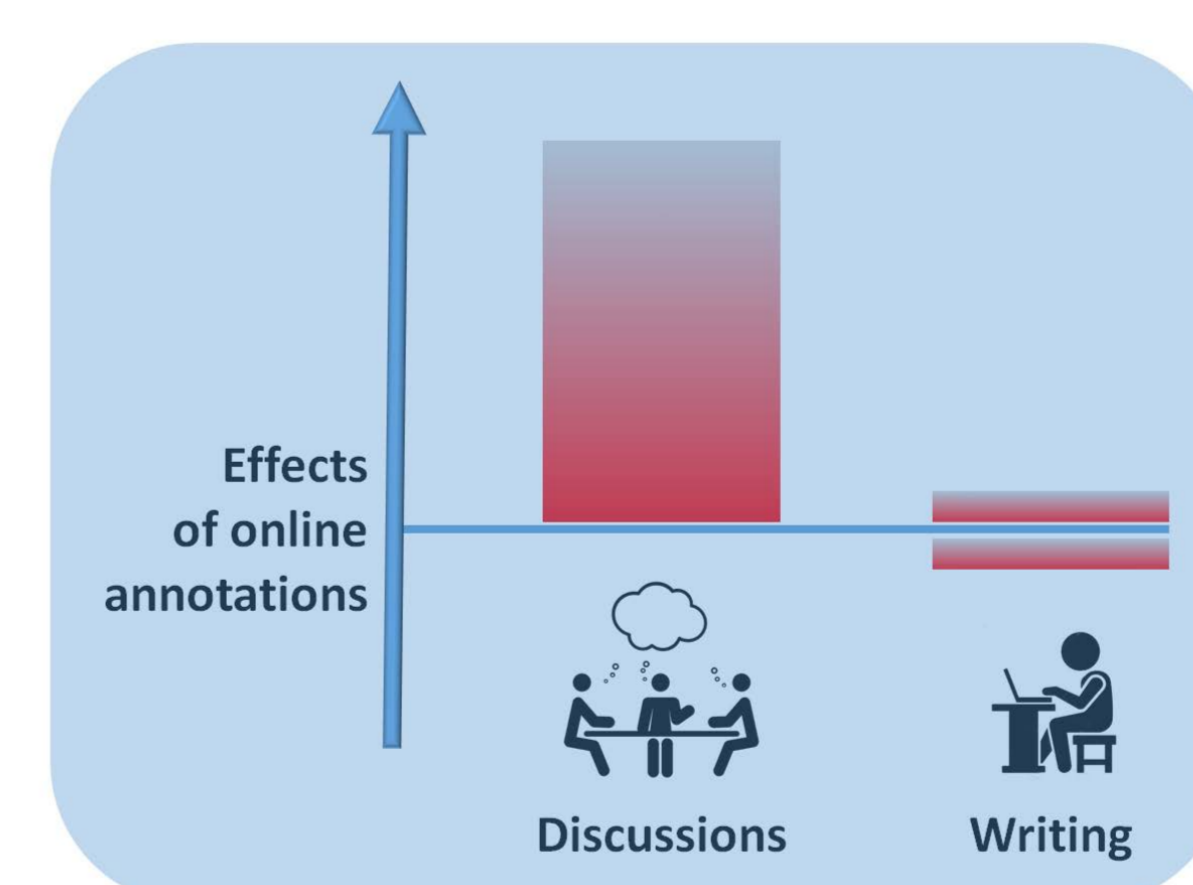 Effects
of online
annotations
Discussions
Writing